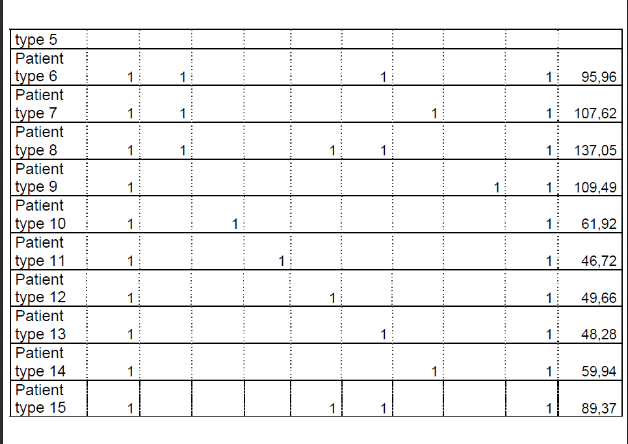 type 5
Patient
type 6 1 1 1 1 95,96
Patient
type 7 1 1 1 1 107,62
Patient
type 8 1 1 1 1 1 137,05
Patient
type 9 1 1 1 109,49
Patient
type 10 1 1 1 61,92
Patient
type 11 1 1 1 46,72
Patient
type 12 1 1 1 49,66
Patient
type 13 1 1 1 48,28
Patient
type 14 1 1 1 59,94
Patient
type 15 1 1 1 1 89,37